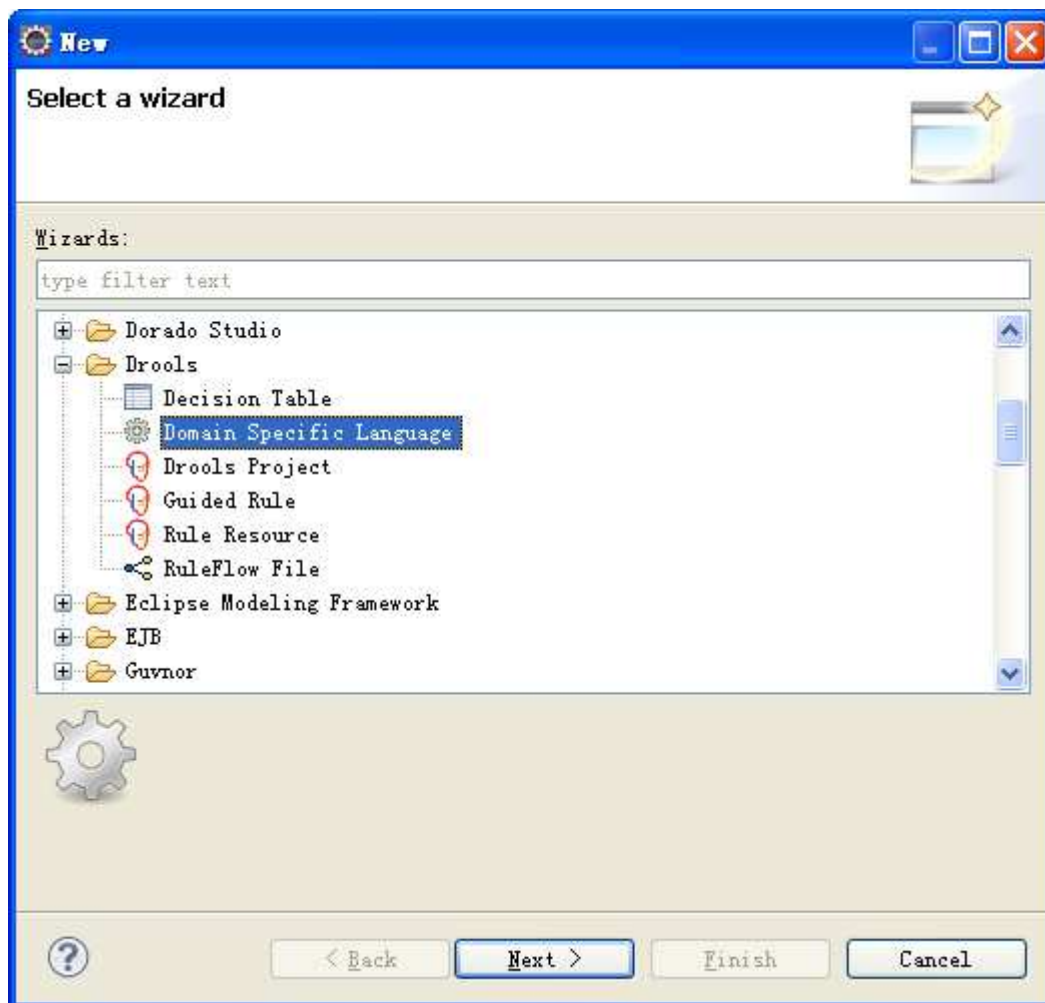 New
Select a wizard
Wizards:
type filter text
Dorado Studio
Drools
Decision Table
Domain Specific Language
Drools Project
Guided Rule
Rule Resource
RuleFlow File
Eclipse Modeling Framework
EJB
Guvnor
< Back
Next >
Finish
Cancel